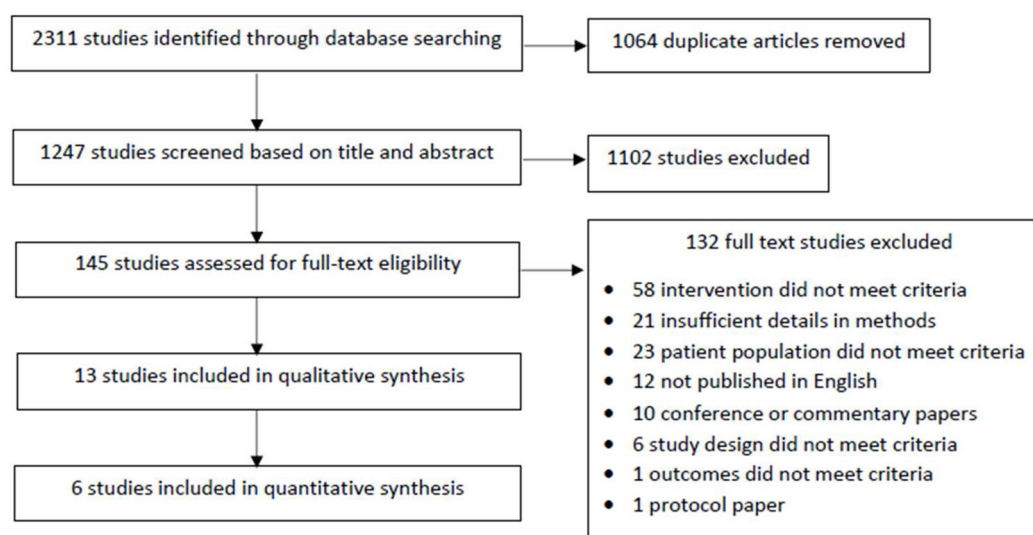 2311 studies identified through database searching
1064 duplicate articles removed
1247 studies screened based on title and abstract
1102 studies excluded
145 studies assessed for full-text eligibility
132 full text studies excluded
• 58 intervention did not meet criteria
• 21 insufficient details in methods
• 23 patient population did not meet criteria
• 12 not published in English
• 10 conference or commentary papers
• 6 study design did not meet criteria
• 1 outcomes did not meet criteria
• 1 protocol paper
13 studies included in qualitative synthesis
6 studies included in quantitative synthesis